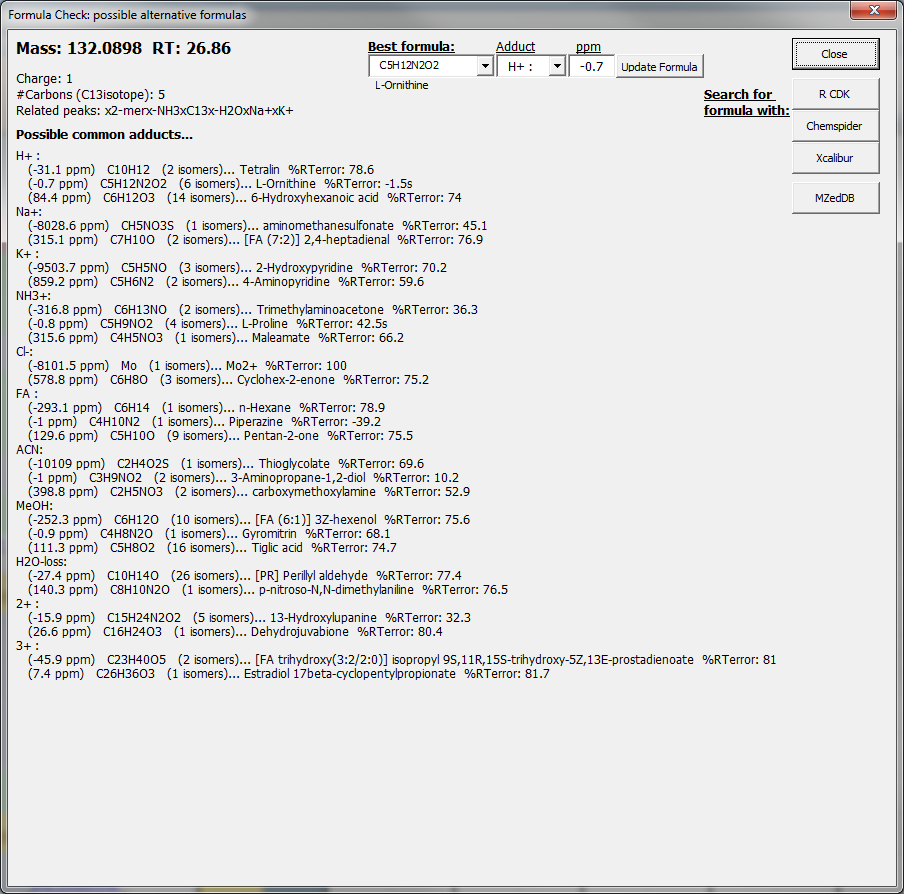 Formula Check: possible alternative formulas
Mass: 132.0898 RT: 26.86
Best formula: Adduct ppm
C5H12N2O2 H+ : -0.7 Update Formula
L-Ornithine
Close
Charge: 1
#Carbons (C13isotope): 5
Related peaks: x2-merx-NH3xC13x-H2OxNa+xK+
Search for formula with:
R CDK
Chemspider
Xcalibur
MZedDB
Possible common adducts...
H+ :
(-31.1 ppm) C10H12 (2 isomers)... Tetralin %RTerror: 78.6
(-0.7 ppm) C5H12N2O2 (6 isomers)... L-Ornithine %RTerror: -1.5s
(84.4 ppm) C6H12O3 (14 isomers)... 6-Hydroxyhexanoic acid %RTerror: 74
Na+:
(-8028.6 ppm) CH5NO3S (1 isomers)... aminomethanesulfonate %RTerror: 45.1
(315.1 ppm) C7H10O (2 isomers)... [FA (7:2)] 2,4-heptadienal %RTerror: 76.9
K+ :
(-9503.7 ppm) C5H5NO (3 isomers)... 2-Hydroxypyridine %RTerror: 70.2
(859.2 ppm) C5H6N2 (2 isomers)... 4-Aminopyridine %RTerror: 59.6
NH3+:
(-316.8 ppm) C6H13NO (2 isomers)... Trimethylaminoacetone %RTerror: 36.3
(-0.8 ppm) C5H9NO2 (4 isomers)... L-Proline %RTerror: 42.5s
(315.6 ppm) C4H5NO3 (1 isomers)... Maleamate %RTerror: 66.2
Cl-:
(-8101.5 ppm) Mo (1 isomers)... Mo2+ %RTerror: 100
(578.8 ppm) C6H8O (3 isomers)... Cyclohex-2-enone %RTerror: 75.2
FA :
(-293.1 ppm) C6H14 (1 isomers)... n-Hexane %RTerror: 78.9
(-1 ppm) C4H10N2 (1 isomers)... Piperazine %RTerror: -39.2
(129.6 ppm) C5H10O (9 isomers)... Pentan-2-one %RTerror: 75.5
ACN:
(-10109 ppm) C2H4O2S (1 isomers)... Thioglycolate %RTerror: 69.6
(-1 ppm) C3H9NO2 (2 isomers)... 3-Aminopropane-1,2-diol %RTerror: 10.2
(398.8 ppm) C2H5NO3 (2 isomers)... carboxymethoxylamine %RTerror: 52.9
MeOH:
(-252.3 ppm) C6H12O (10 isomers)... [FA (6:1)] 3Z-hexenol %RTerror: 75.6
(-0.9 ppm) C4H8N2O (1 isomers)... Gyromitrin %RTerror: 68.1
(111.3 ppm) C5H8O2 (16 isomers)... Tiglic acid %RTerror: 74.7
H2O-loss:
(-27.4 ppm) C10H14O (26 isomers)... [PR] Perillyl aldehyde %RTerror: 77.4
(140.3 ppm) C8H10N2O (1 isomers)... p-nitroso-N,N-dimethylaniline %RTerror: 76.5
2+ :
(-15.9 ppm) C15H24N2O2 (5 isomers)... 13-Hydroxylupanine %RTerror: 32.3
(26.6 ppm) C16H24O3 (1 isomers)... Dehydrojuvabione %RTerror: 80.4
3+ :
(-45.9 ppm) C23H40O5 (2 isomers)... [FA trihydroxy(3:2/2:0)] isopropyl 9S,11R,15S-trihydroxy-5Z,13E-prostadienoate %RTerror: 81
(7.4 ppm) C26H36O3 (1 isomers)... Estradiol 17beta-cyclopentylpropionate %RTerror: 81.7